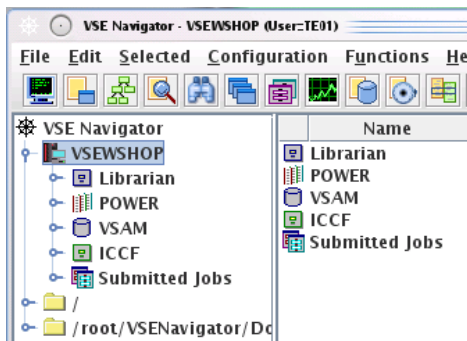 VSE Navigator - VSEWSHOP (User=TE01)
File Edit Selected Configuration Functions He
VSE Navigator
VSEWSHOP
Librarian
POWER
VSAM
ICCF
Submitted Jobs
/
/root/VSENavigator/Do
Name
Librarian
POWER
VSAM
ICCF
Submitted Jobs